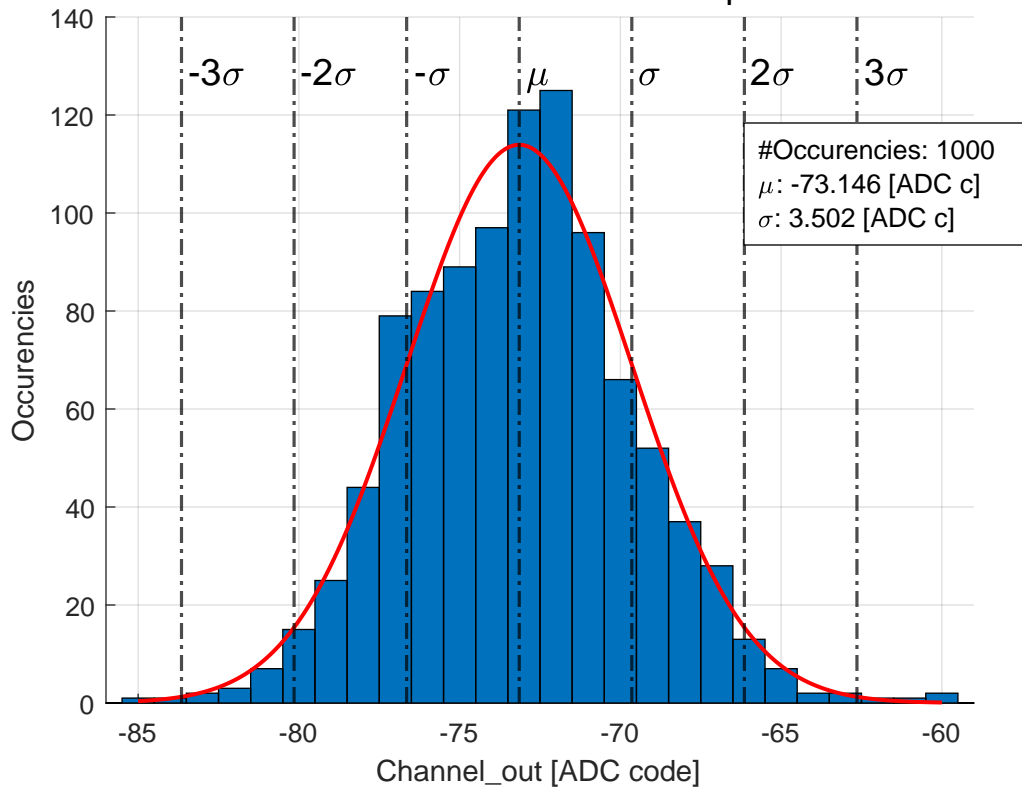 -3σ
-2σ
-σ
μ
σ
2σ
3σ
#Occurencies: 1000
μ: -73.146 [ADC c]
σ: 3.502 [ADC c]
Occurencies
140
120
100
80
60
40
20
0
-85
-80
-75
-70
-65
-60
Channel_out [ADC code]